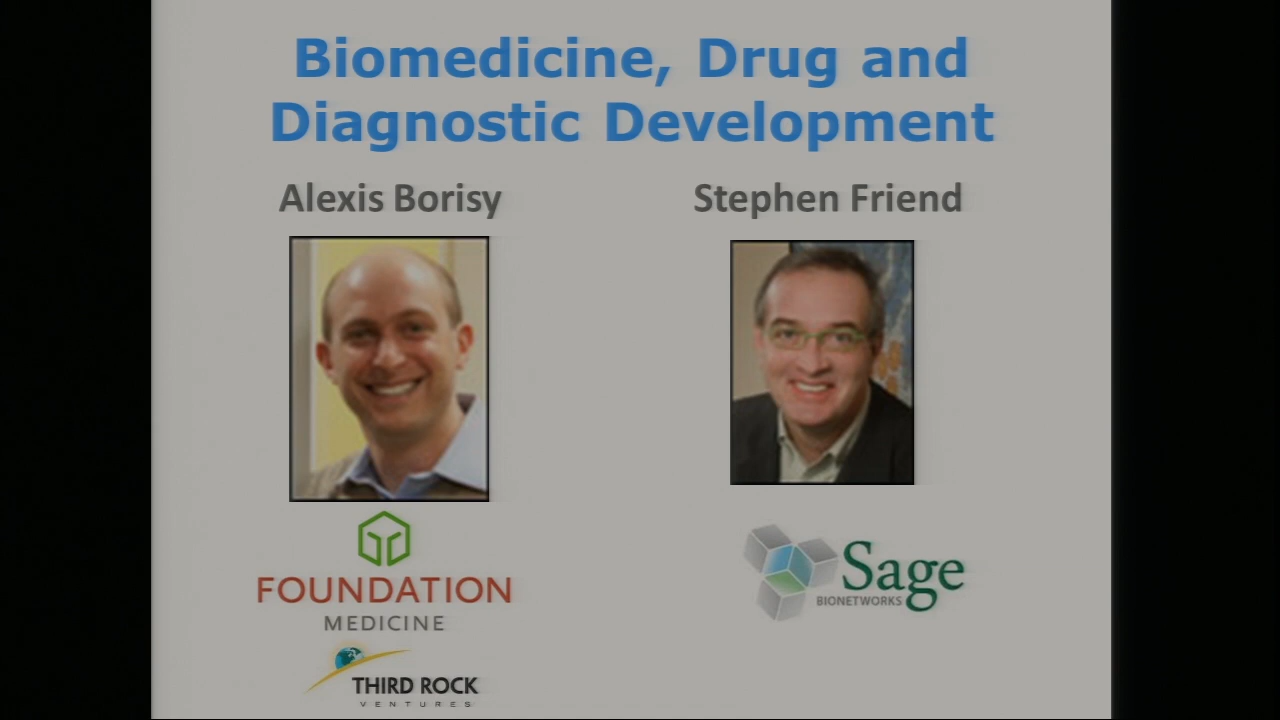 Biomedicine, Drug and
Diagnostic Development
Alexis Borisy
Stephen Friend
FOUNDATION
MEDICINE
THIRD ROCK
VENTURES
Sage
BIONETWORKS